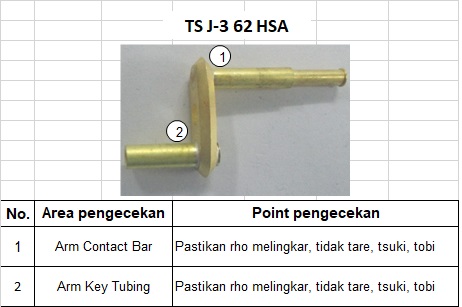 TS J-3 62 HSA
1
2
No. Area pengecekan Point pengecekan
1 Arm Contact Bar Pastikan rho melingkar, tidak tare, tsuki, tobi
2 Arm Key Tubing Pastikan rho melingkar, tidak tare, tsuki, tobi